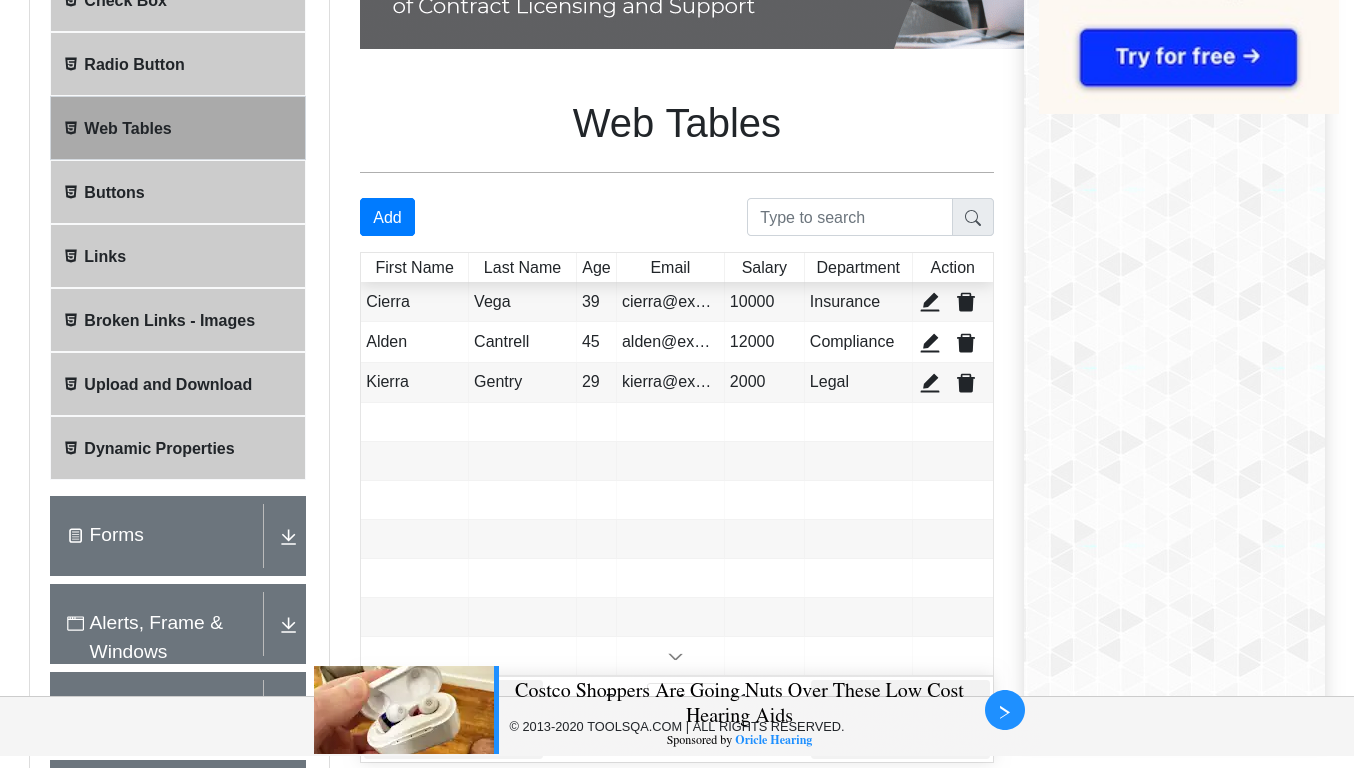 Check Box
Radio Button
Web Tables
Buttons
Links
Broken Links - Images
Upload and Download
Dynamic Properties
Forms
Alerts, Frame &
Windows
of Contract Licensing and Support
Try for free →
Web Tables
Add
Type to search
First Name Last Name Age Email Salary Department Action
Cierra Vega 39 cierra@ex… 10000 Insurance
Alden Cantrell 45 alden@ex… 12000 Compliance
Kierra Gentry 29 kierra@ex… 2000 Legal
Costco Shoppers Are Going Nuts Over These Low Cost
Hearing Aids
© 2013-2020 TOOLSQA.COM | ALL RIGHTS RESERVED.
Sponsored by Oricle Hearing